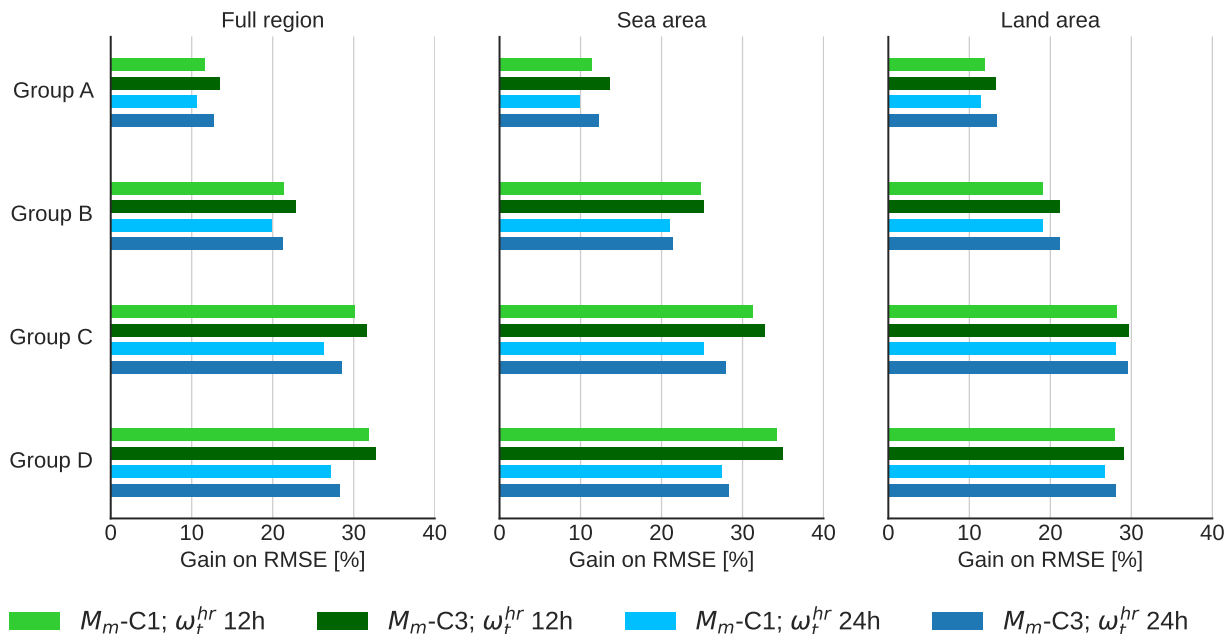 Full region
Sea area
Land area
Group A
Group B
Group C
Group D
0 10 20 30 40
0 10 20 30 40
0 10 20 30 40
Gain on RMSE [%]
Gain on RMSE [%]
Gain on RMSE [%]
M_m-C1; ω_t^hr 12h
M_m-C3; ω_t^hr 12h
M_m-C1; ω_t^hr 24h
M_m-C3; ω_t^hr 24h